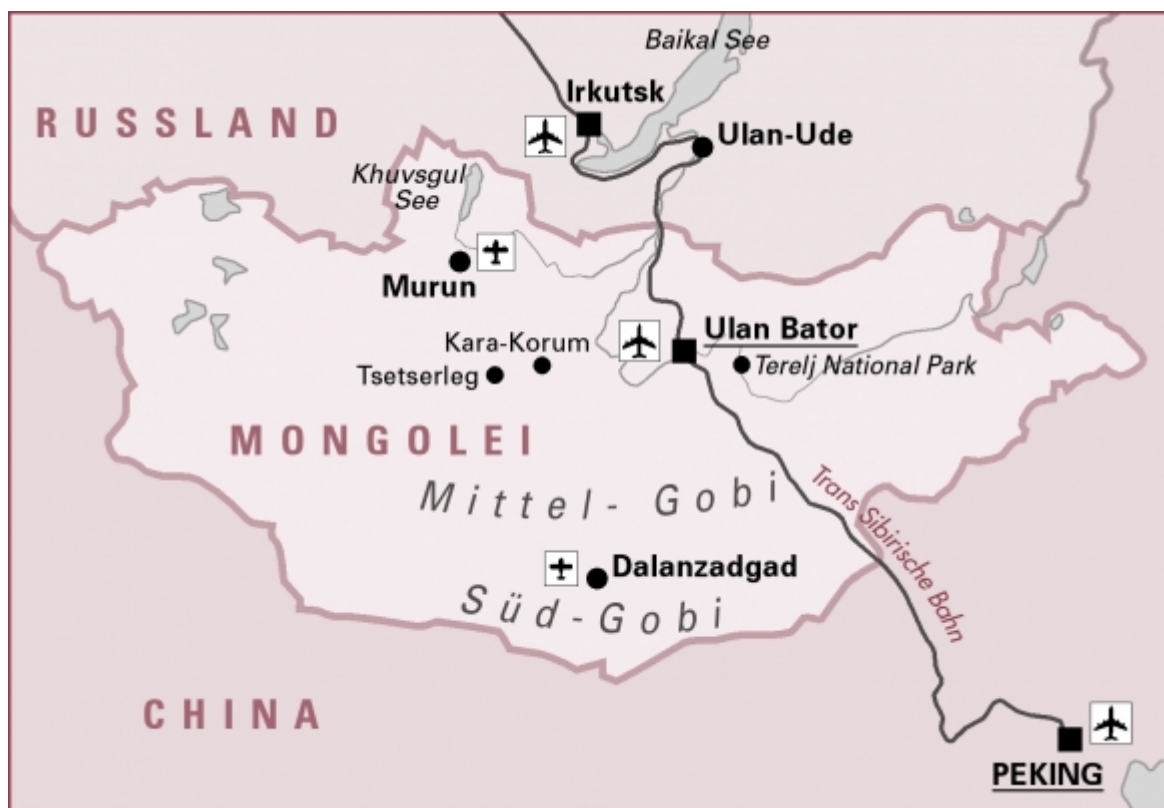 Baikal See
Irkutsk
RUSSLAND
Ulan-Ude
Khuvsgul
See
Murun
Ulan Bator
Kara-Korum
Terelj National Park
Tsetserleg
MONGOLEI
Mittel- Gobi
Trans Sibirische Bahn
Dalanzadgad
Süd-Gobi
CHINA
PEKING